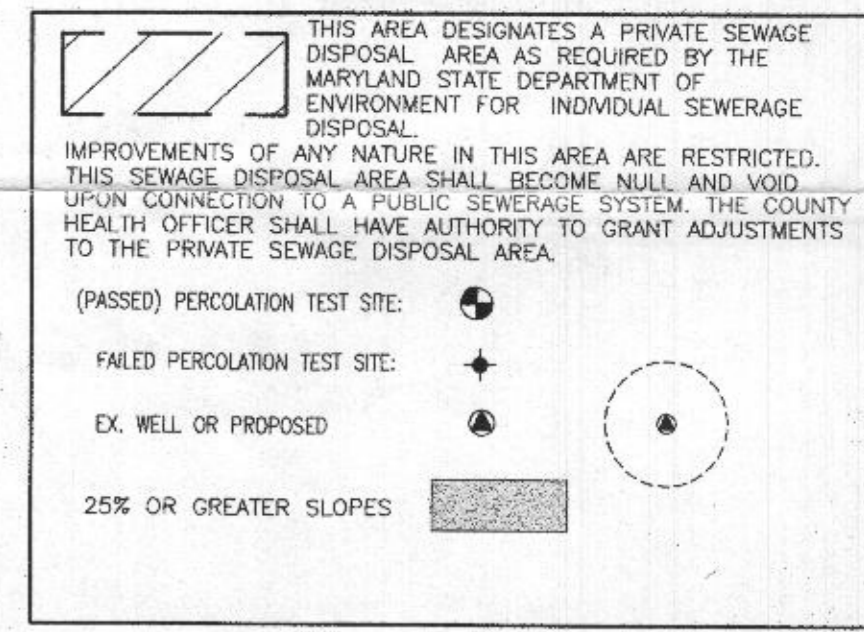 THIS AREA DESIGNATES A PRIVATE SEWAGE
DISPOSAL AREA AS REQUIRED BY THE
MARYLAND STATE DEPARTMENT OF
ENVIRONMENT FOR INDIVIDUAL SEWERAGE
DISPOSAL.
IMPROVEMENTS OF ANY NATURE IN THIS AREA ARE RESTRICTED.
THIS SEWAGE DISPOSAL AREA SHALL BECOME NULL AND VOID
UPON CONNECTION TO A PUBLIC SEWERAGE SYSTEM. THE COUNTY
HEALTH OFFICER SHALL HAVE AUTHORITY TO GRANT ADJUSTMENTS
TO THE PRIVATE SEWAGE DISPOSAL AREA.
(PASSED) PERCOLATION TEST SITE:
FAILED PERCOLATION TEST SITE:
EX. WELL OR PROPOSED
25% OR GREATER SLOPES